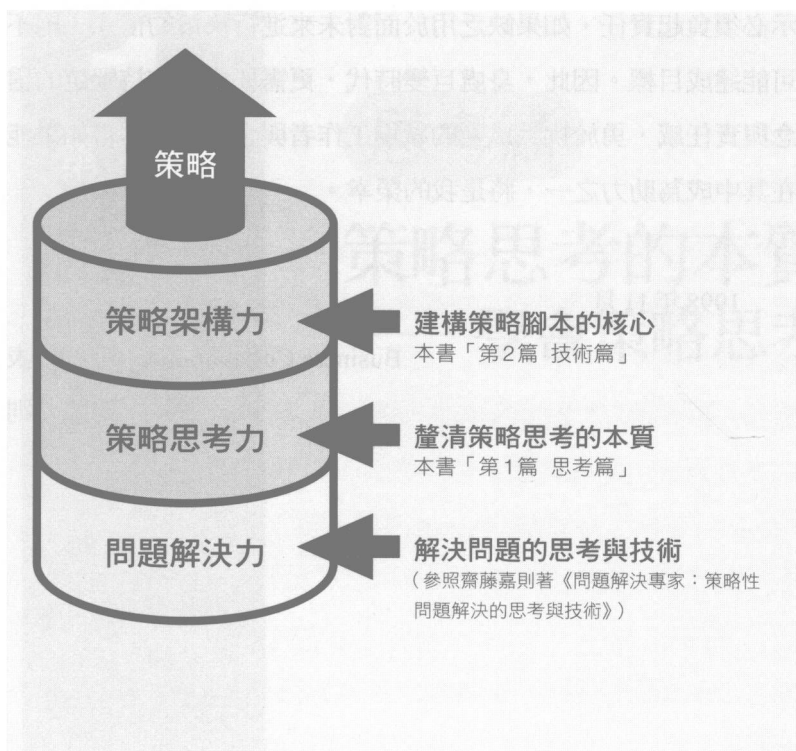 策略
策略架構力
建構策略腳本的核心
本書「第2篇 技術篇」
策略思考力
釐清策略思考的本質
本書「第1篇 思考篇」
問題解決力
解決問題的思考與技術
（參照齋藤嘉則著《問題解決專家：策略性
問題解決的思考與技術》）